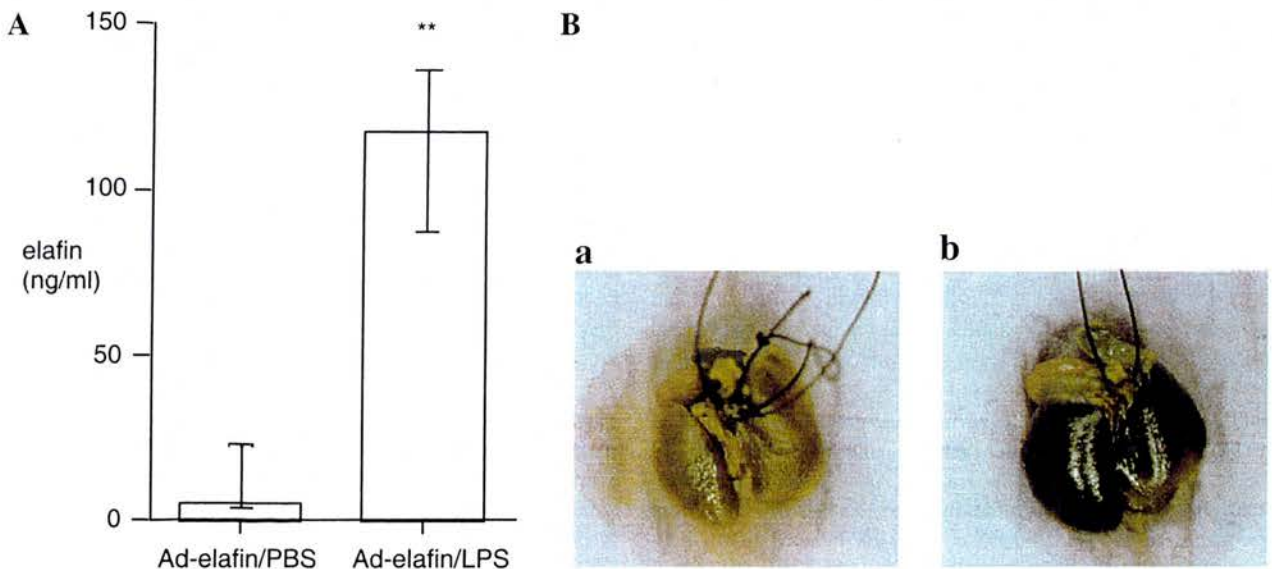 A
150
**
100
elafin
(ng/ml)
50
0
Ad-elafin/PBS Ad-elafin/LPS
B
a
b